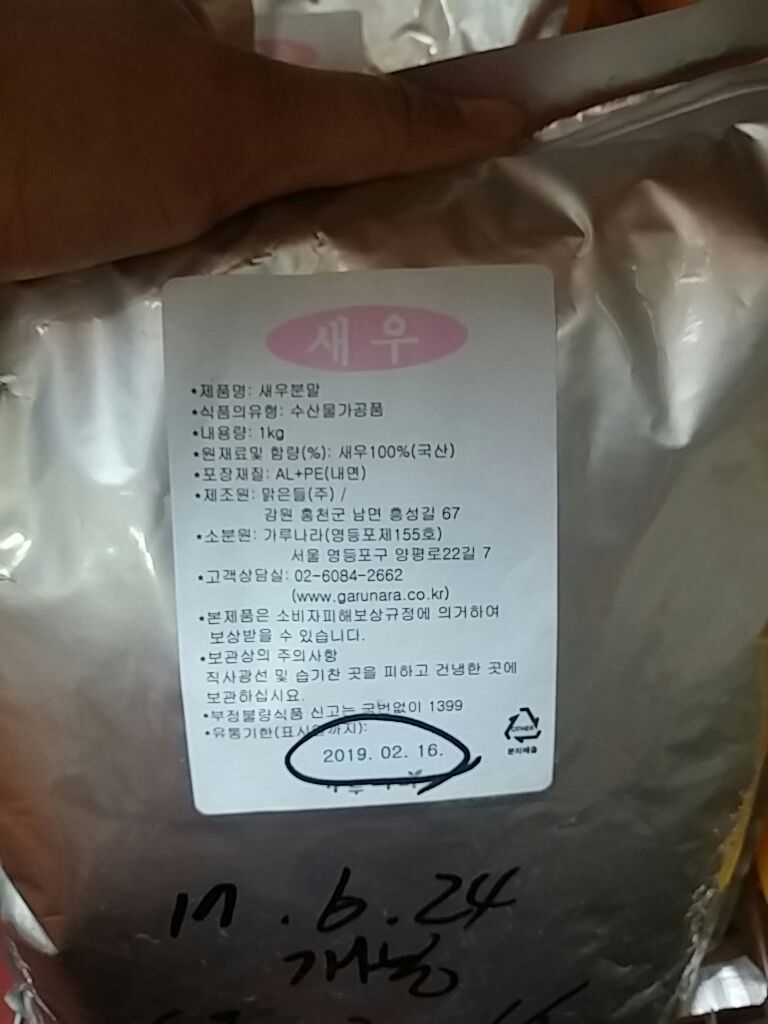 새우
*제품명: 새우분말
*식품의유형: 수산물가공품
*내용량: 1kg
*원재료및 함량(%): 새우100%(국산)
*포장재질: AL+PE(내면)
*제조원: 맑은들(주) /
강원 홍천군 남면 흥성길 67
*소분원: 가루나라(영등포제155호)
서울 영등포구 양평로22길 7
*고객상담실: 02-6084-2662
(www.garunara.co.kr)
*본제품은 소비자피해보상규정에 의거하여
보상받을 수 있습니다.
*보관상의 주의사항
직사광선 및 습기찬 곳을 피하고 건냉한 곳에
보관하십시요.
*부정불량식품 신고는 국번없이 1399
*유통기한(표시일까지):
2019. 02. 16.
OTHER
분리배출
17. 6. 24
개봉